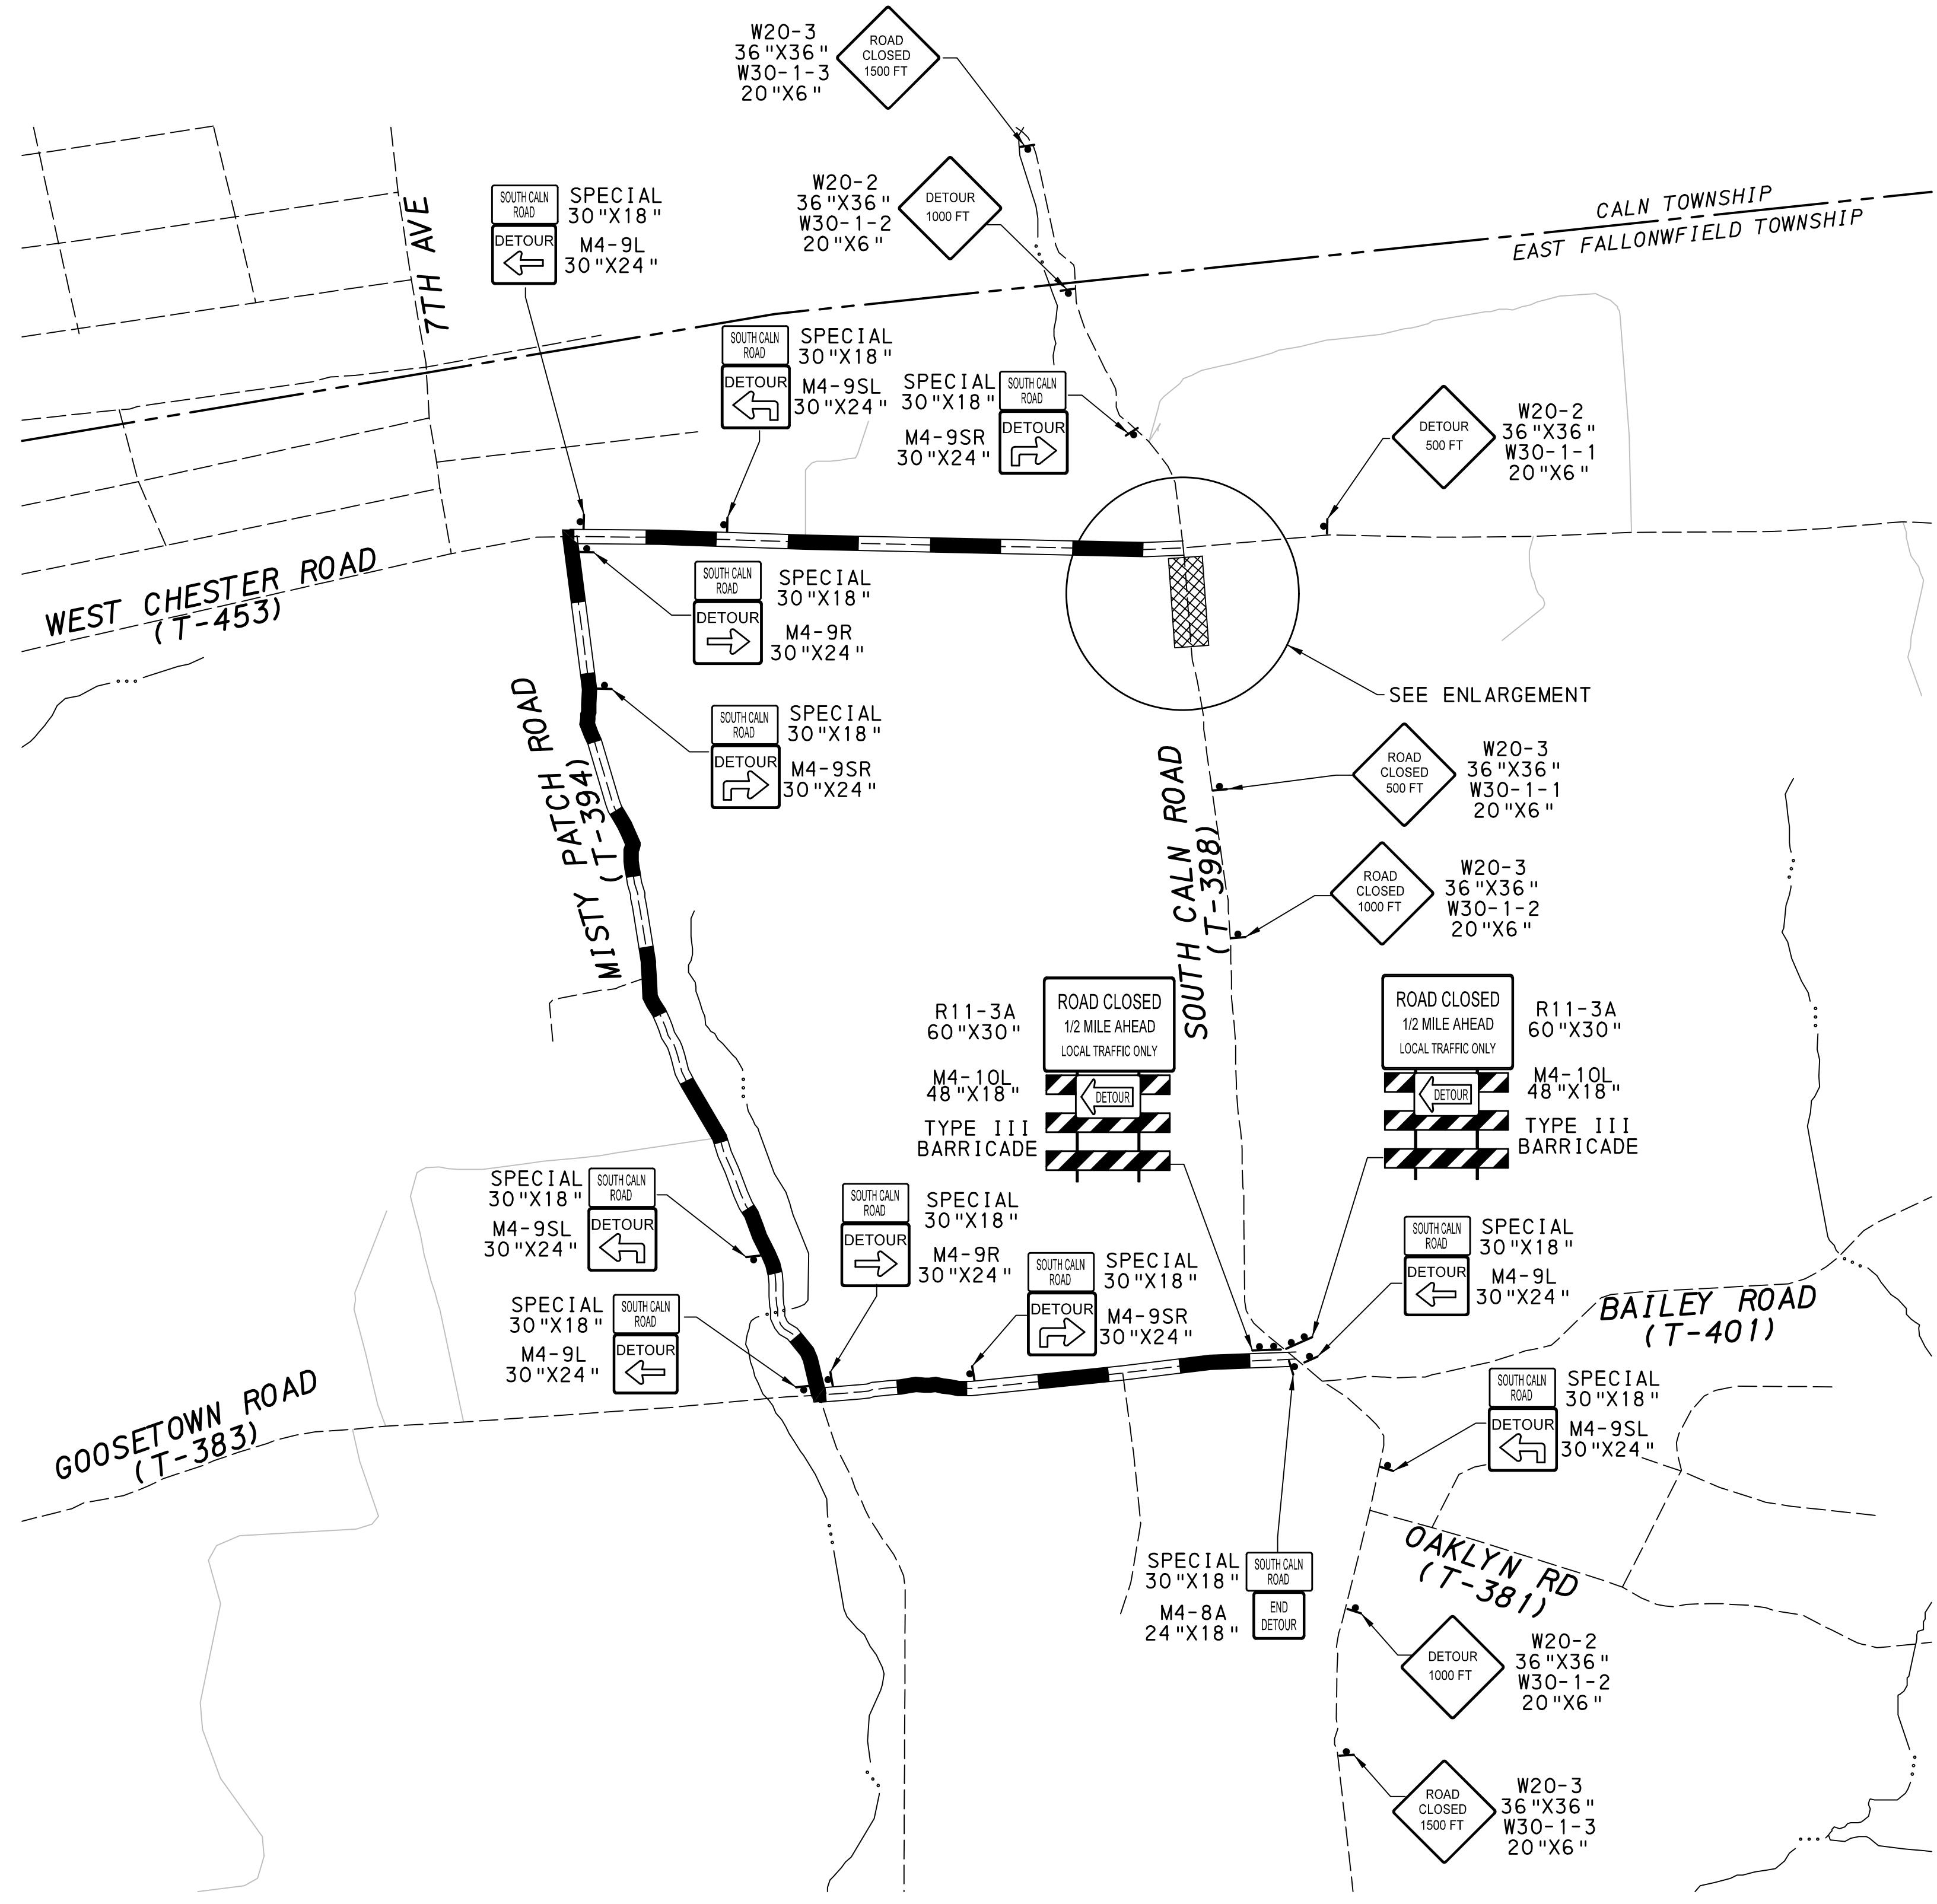 W20-3
36"X36"
W30-1-3
20"X6"
ROAD
CLOSED
1500 FT
W20-2
36"X36"
W30-1-2
20"X6"
DETOUR
1000 FT
CALN TOWNSHIP
EAST FALLONWFIELD TOWNSHIP
7TH AVE
SOUTH CALN
ROAD
DETOUR
SPECIAL
30"X18"
M4-9L
30"X24"
SOUTH CALN
ROAD
DETOUR
SPECIAL
30"X18"
M4-9SL
30"X24"
SPECIAL
30"X18"
M4-9SR
30"X24"
SOUTH CALN
ROAD
DETOUR
DETOUR
500 FT
W20-2
36"X36"
W30-1-1
20"X6"
WEST CHESTER ROAD
(T-453)
SOUTH CALN
ROAD
DETOUR
SPECIAL
30"X18"
M4-9R
30"X24"
SEE ENLARGEMENT
MISTY PATCH ROAD
(T-394)
SOUTH CALN
ROAD
DETOUR
SPECIAL
30"X18"
M4-9SR
30"X24"
SOUTH CALN ROAD
(T-398)
ROAD
CLOSED
500 FT
W20-3
36"X36"
W30-1-1
20"X6"
ROAD
CLOSED
1000 FT
W20-3
36"X36"
W30-1-2
20"X6"
R11-3A
60"X30"
M4-10L
48"X18"
TYPE III
BARRICADE
ROAD CLOSED
1/2 MILE AHEAD
LOCAL TRAFFIC ONLY
DETOUR
ROAD CLOSED
1/2 MILE AHEAD
LOCAL TRAFFIC ONLY
DETOUR
R11-3A
60"X30"
M4-10L
48"X18"
TYPE III
BARRICADE
SPECIAL
30"X18"
M4-9SL
30"X24"
SOUTH CALN
ROAD
DETOUR
SOUTH CALN
ROAD
DETOUR
SPECIAL
30"X18"
M4-9R
30"X24"
SOUTH CALN
ROAD
DETOUR
SPECIAL
30"X18"
M4-9SR
30"X24"
SOUTH CALN
ROAD
DETOUR
SPECIAL
30"X18"
M4-9L
30"X24"
BAILEY ROAD
(T-401)
SPECIAL
30"X18"
M4-9L
30"X24"
SOUTH CALN
ROAD
DETOUR
GOOSETOWN ROAD
(T-383)
SOUTH CALN
ROAD
DETOUR
SPECIAL
30"X18"
M4-9SL
30"X24"
OAKLYN RD
(T-381)
SPECIAL
30"X18"
M4-8A
24"X18"
SOUTH CALN
ROAD
END
DETOUR
DETOUR
1000 FT
W20-2
36"X36"
W30-1-2
20"X6"
ROAD
CLOSED
1500 FT
W20-3
36"X36"
W30-1-3
20"X6"